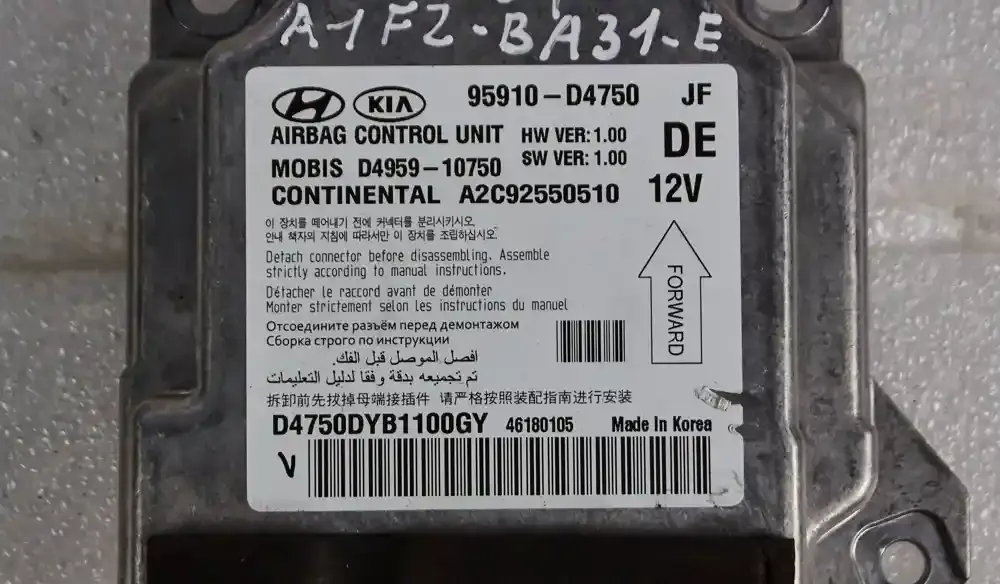 A1FZ-BA31-E
HYUNDAI KIA 95910-D4750 JF
AIRBAG CONTROL UNIT HW VER: 1.00 DE
MOBIS D4959-10750 SW VER: 1.00
CONTINENTAL A2C92550510 12V
이 장치를 떼어내기 전에 커넥터를 분리시키시오.
안내 책자의 지침에 따라서만 이 장치를 조립하십시오.
Detach connector before disassembling. Assemble
strictly according to manual instructions.
Détacher le raccord avant de démonter
Monter strictement selon les instructions du manuel
FORWARD
Отсоедините разъём перед демонтажом
Сборка строго по инструкции
افصل الموصل قبل الفك.
تم تجميعه بدقة وفقا لدليل التعليمات
拆卸前先拔掉母端接插件 请严格按照装配指南进行安装
D4750DYB1100GY 46180105 Made In Korea
V